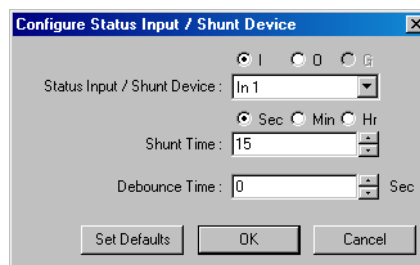 Configure Status Input / Shunt Device
I O G
Status Input / Shunt Device : In 1
Sec Min Hr
Shunt Time : 15
Debounce Time : 0 Sec
Set Defaults OK Cancel